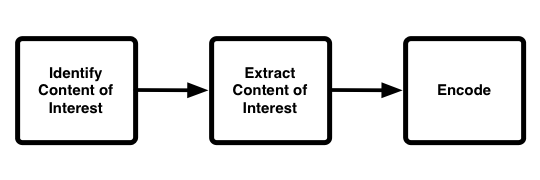 Identify
Content of
Interest
Extract
Content of
Interest
Encode